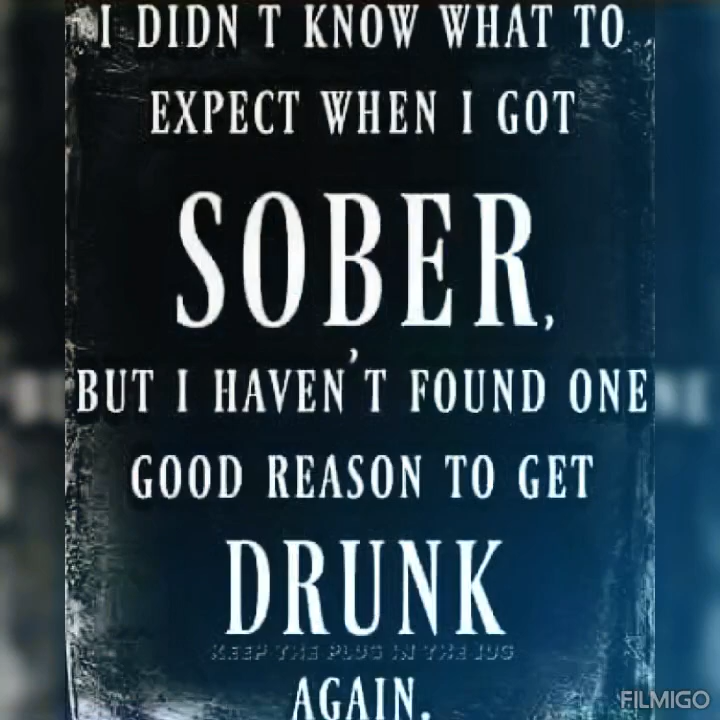 I DIDN T KNOW WHAT TO
EXPECT WHEN I GOT
SOBER,
BUT I HAVEN'T FOUND ONE
GOOD REASON TO GET
DRUNK
KEEP THE PLUG IN THE JUG
AGAIN.
FILMIGO